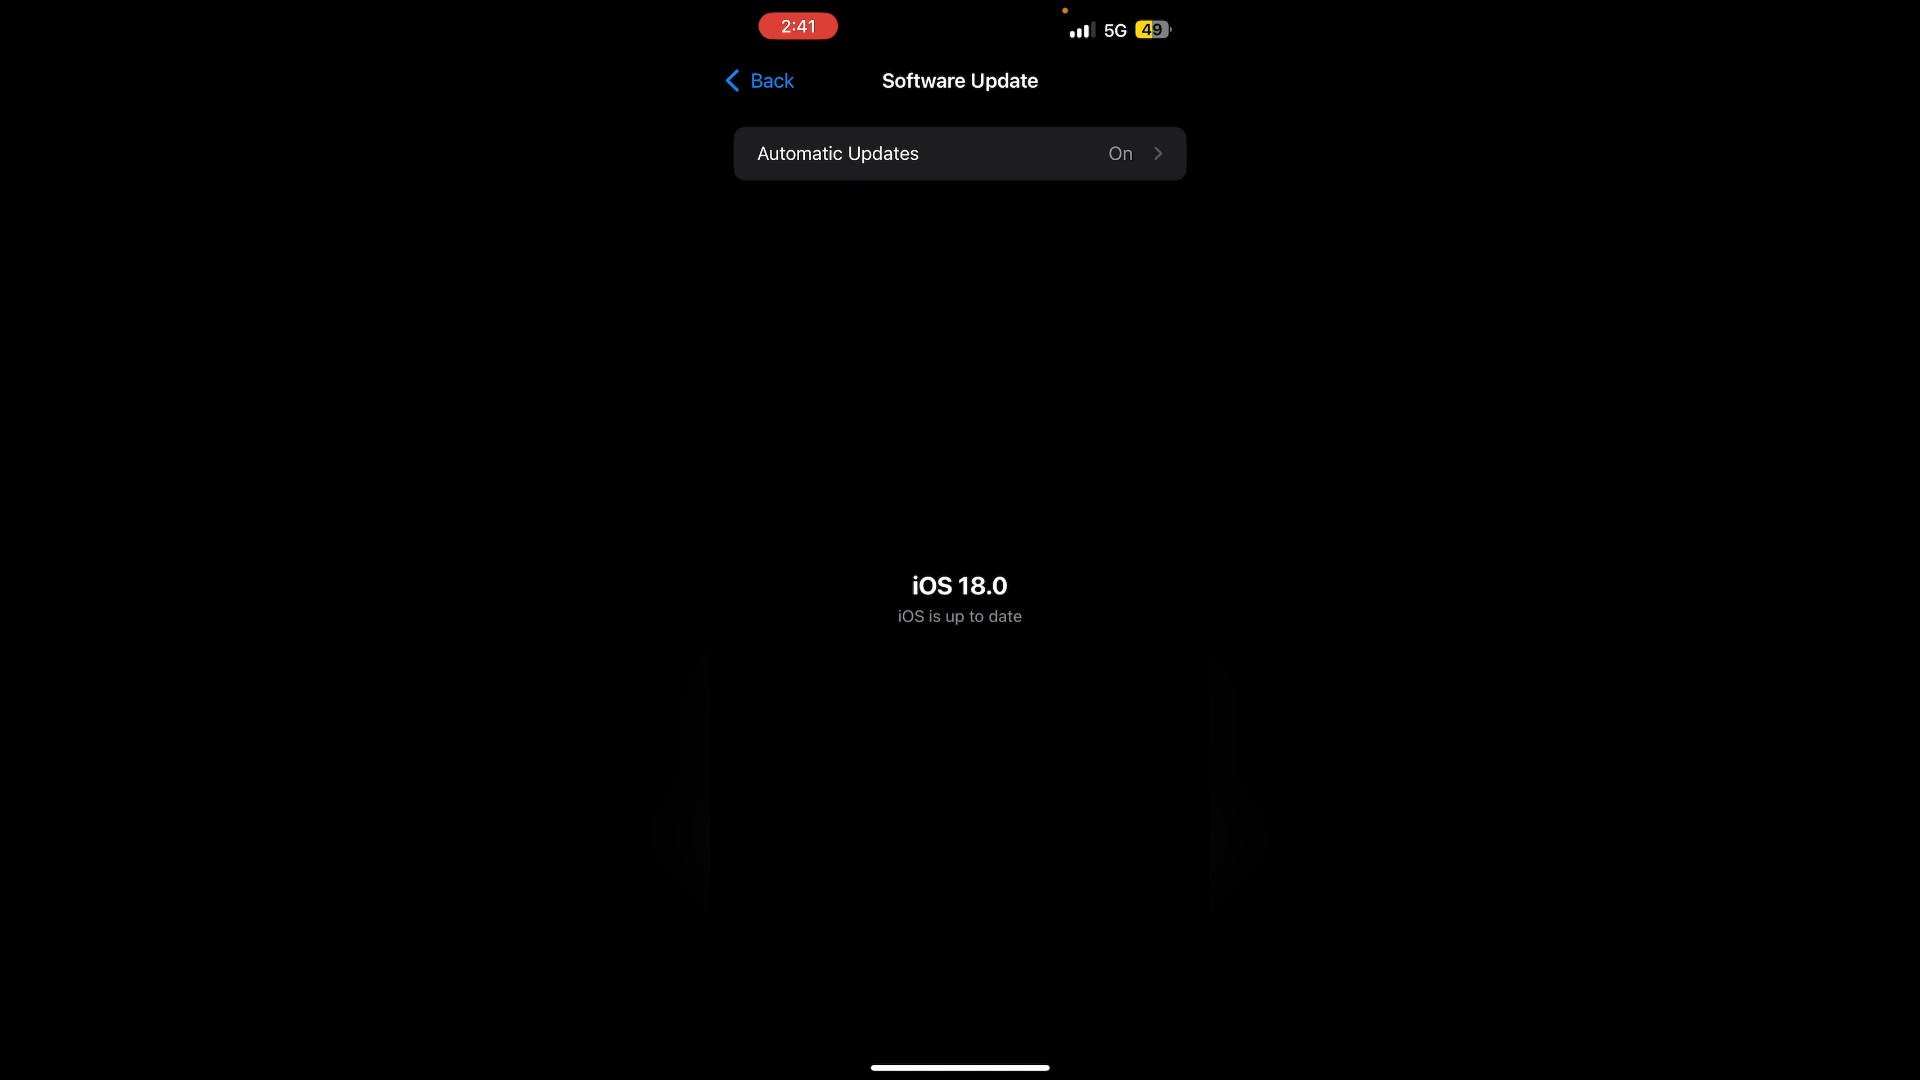 2:41
5G 49
Back
Software Update
Automatic Updates On
iOS 18.0
iOS is up to date